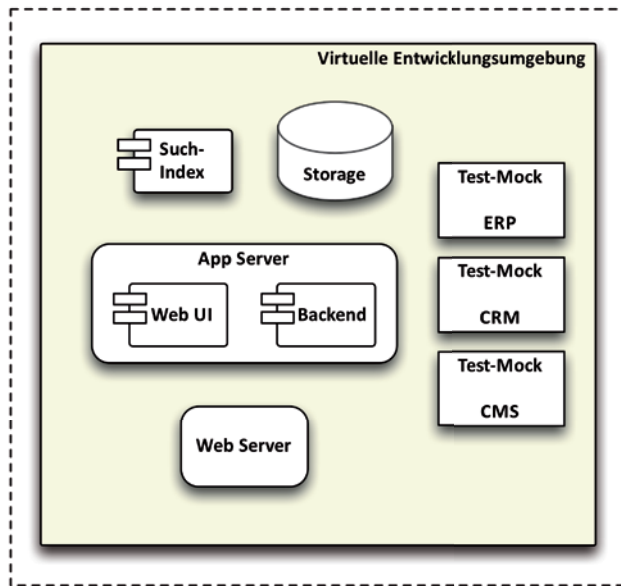 Virtuelle Entwicklungsumgebung
Such-
Index
Storage
Test-Mock
ERP
App Server
Web UI
Backend
Test-Mock
CRM
Test-Mock
CMS
Web Server